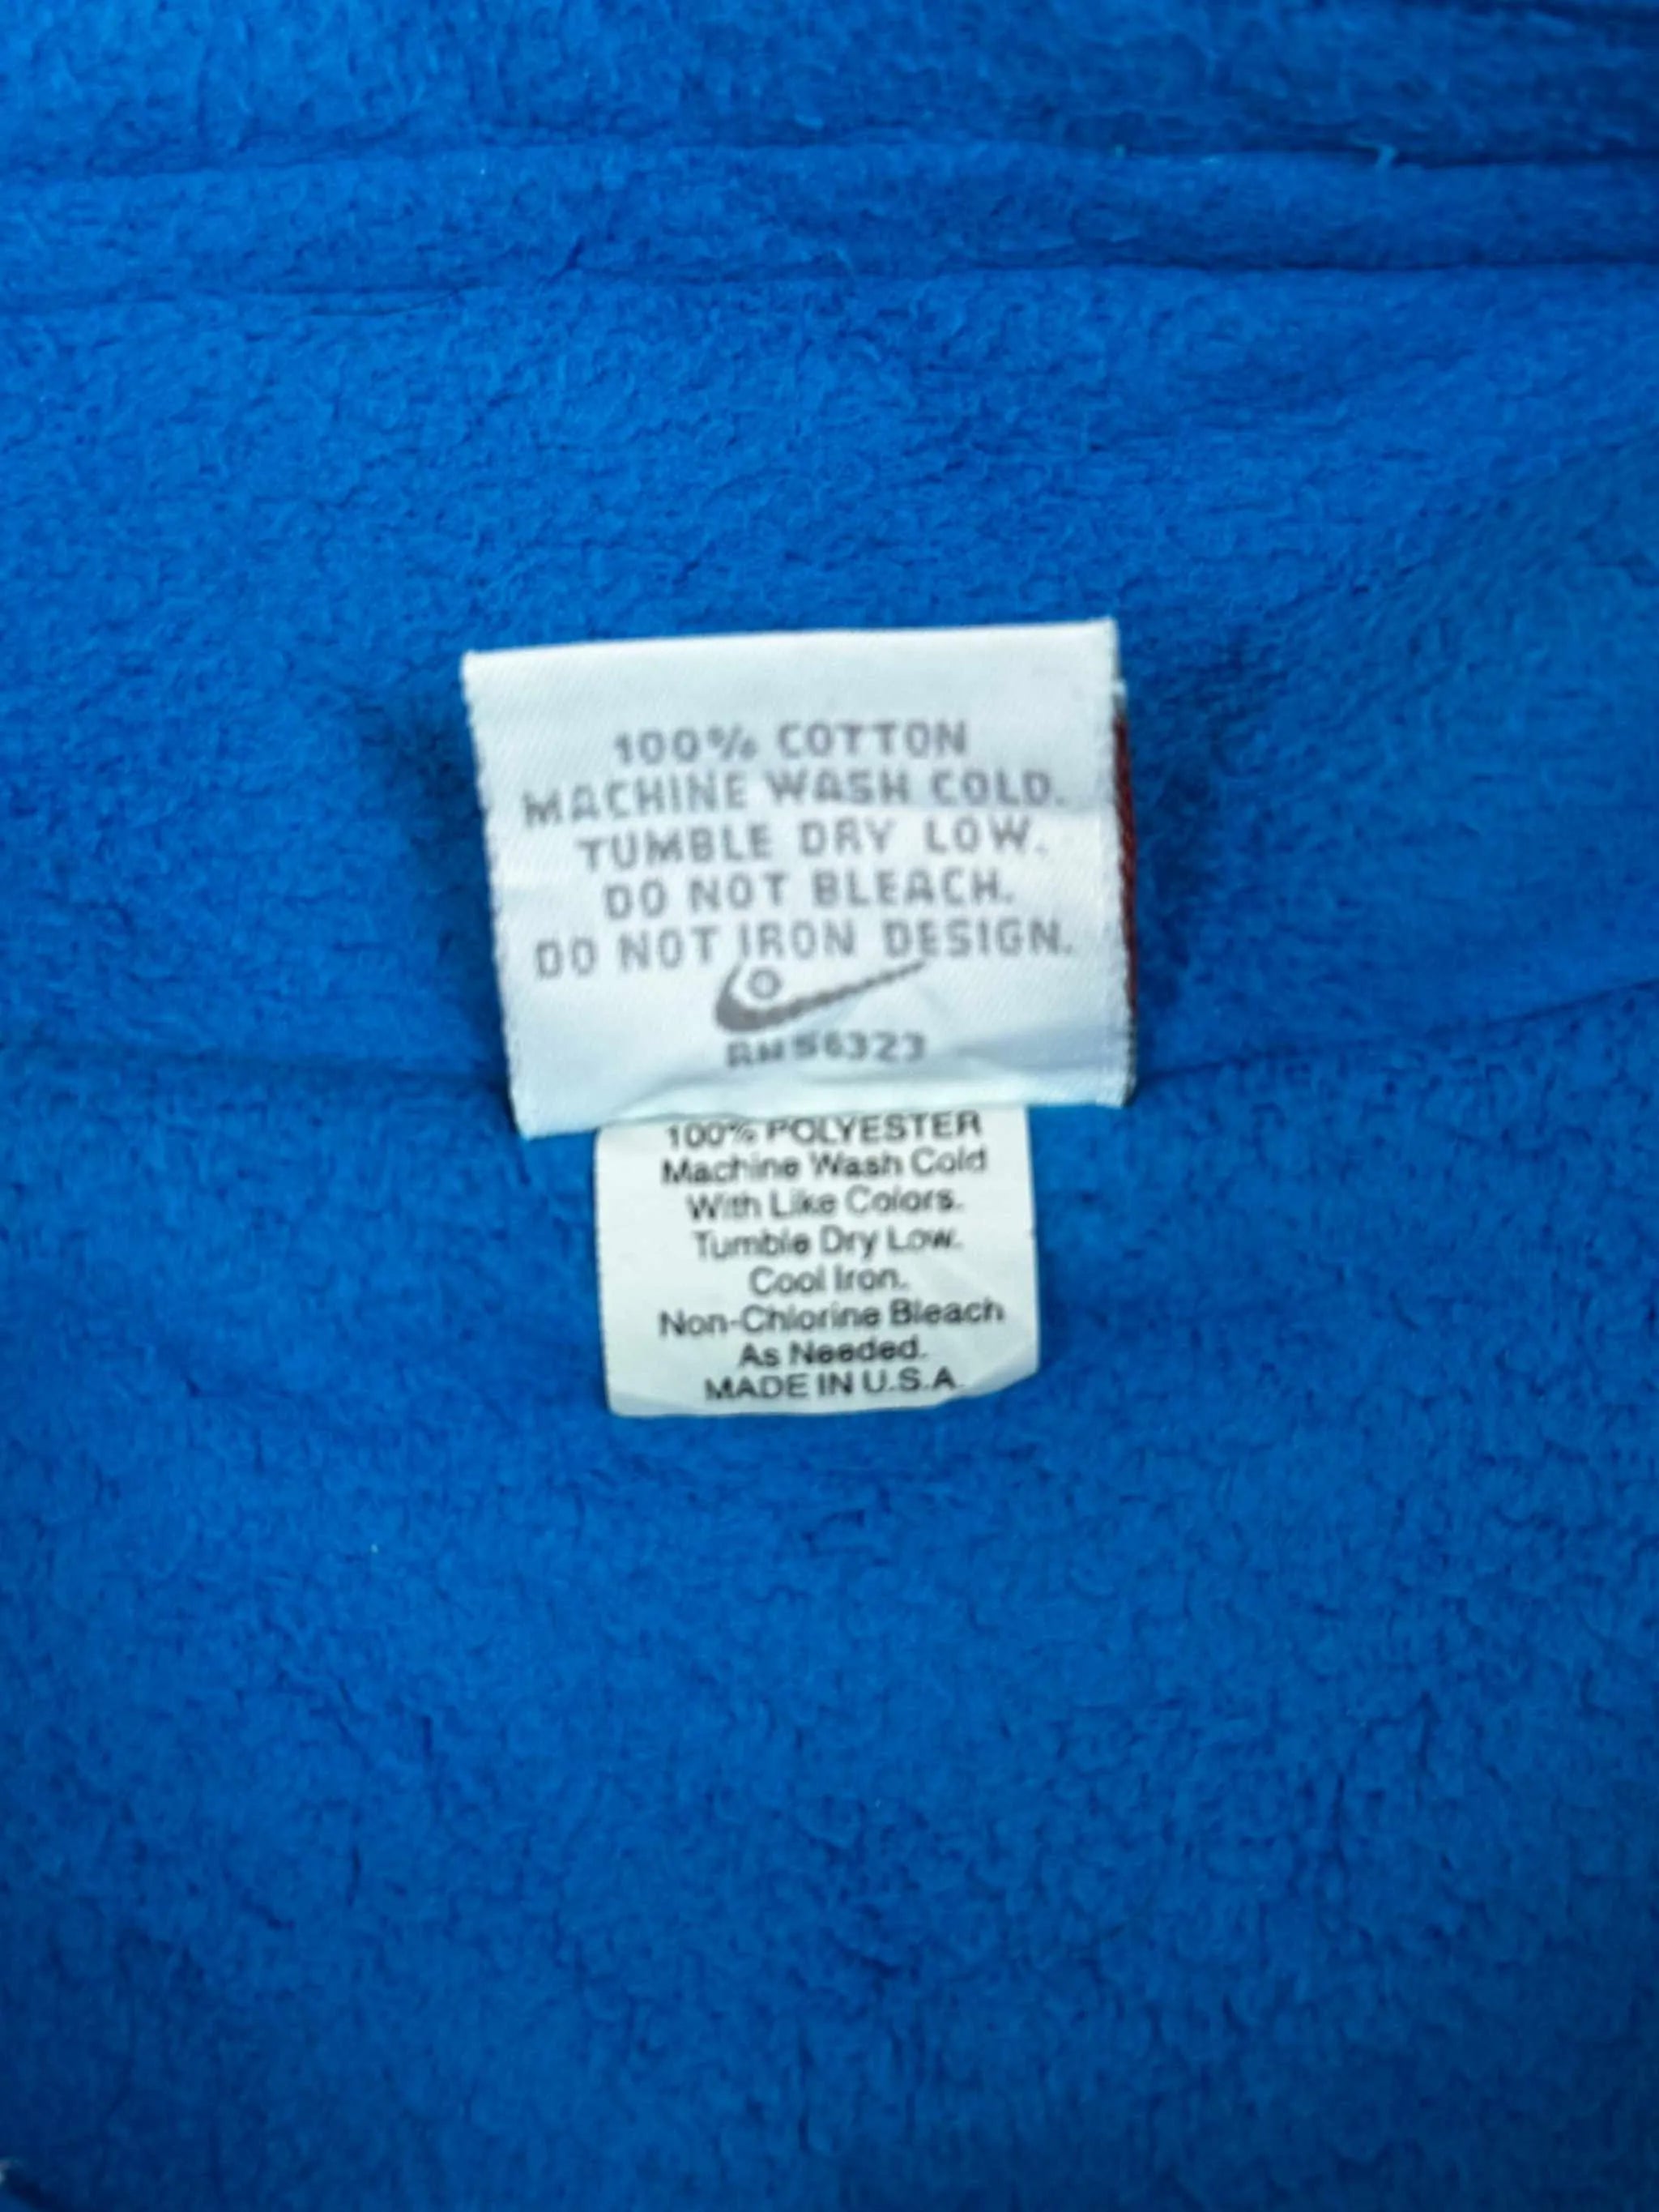 100% COTTON
MACHINE WASH COLD.
TUMBLE DRY LOW.
DO NOT BLEACH.
DO NOT IRON DESIGN.
R
RN56323
100% POLYESTER
Machine Wash Cold
With Like Colors.
Tumble Dry Low.
Cool Iron.
Non-Chlorine Bleach
As Needed.
MADE IN U.S.A.